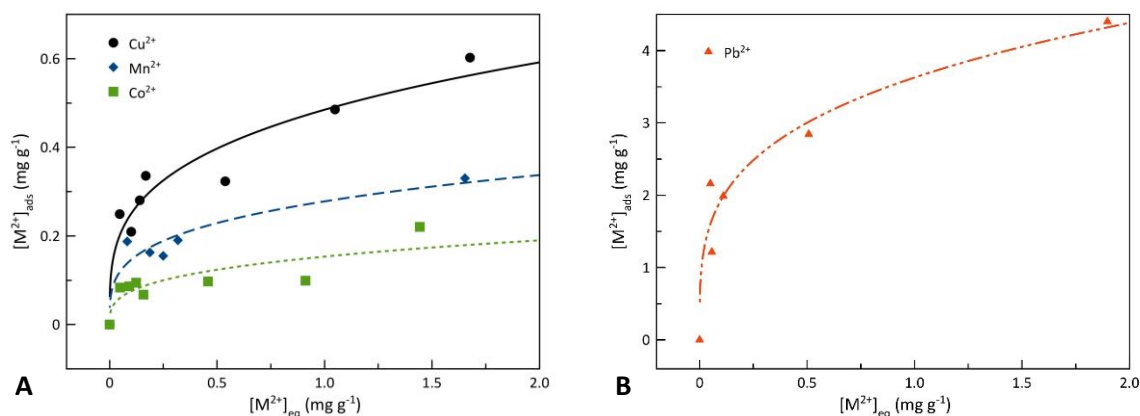 Cu²⁺
Mn²⁺
Co²⁺
0.6
0.4
0.2
0
[M²⁺]ads (mg g⁻¹)
0 0.5 1.0 1.5 2.0
[M²⁺]eq (mg g⁻¹)
A
Pb²⁺
4
3
2
1
0
[M²⁺]ads (mg g⁻¹)
0 0.5 1.0 1.5 2.0
[M²⁺]eq (mg g⁻¹)
B